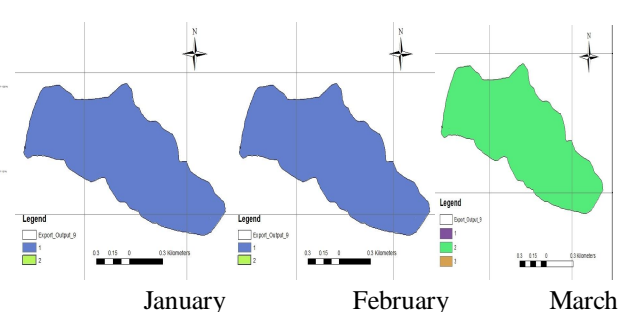 N
N
N
Legend
Export_Output_9
1
2
0.3 0.15 0 0.3 Kilometers
Legend
Export_Output_9
1
2
0.3 0.15 0 0.3 Kilometers
Legend
1
2
1
0.3 0.15 0 0.3 Kilometers
January February March